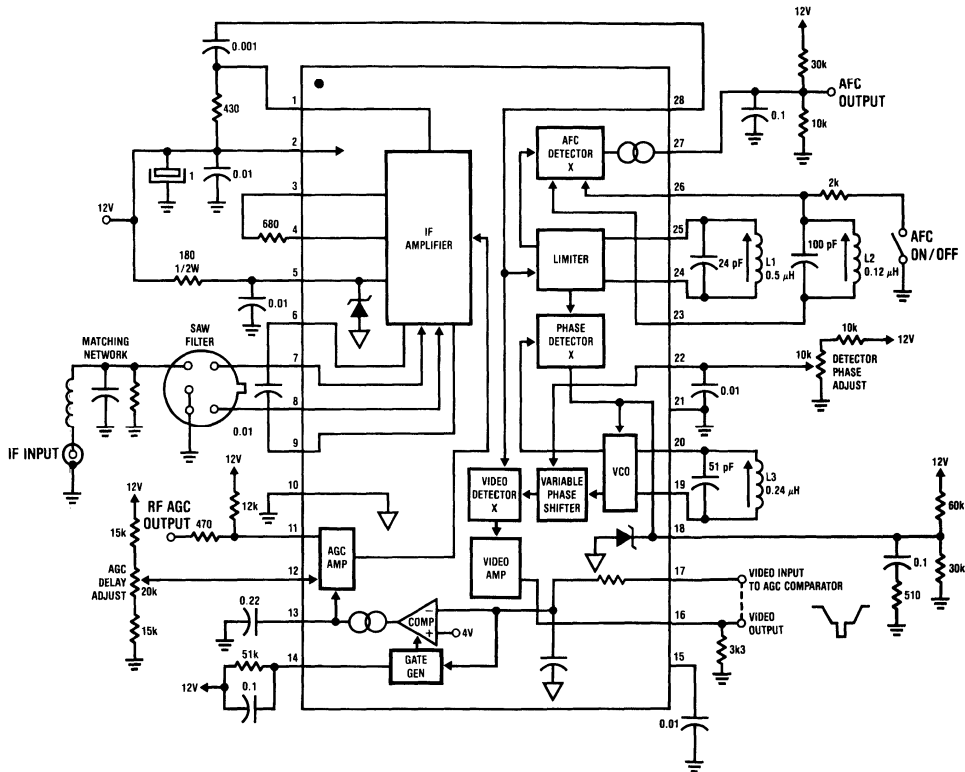 0.001
430
0.01
1
12V
680
180
1/2W
0.01
MATCHING
NETWORK
SAW
FILTER
0.01
IF INPUT
12V
RF AGC
OUTPUT
470
12V
12k
15k
AGC
DELAY
ADJUST
20k
15k
0.22
51k
12V
0.1
1
2
3
4
5
6
7
8
9
10
11
12
13
14
IF
AMPLIFIER
AGC
AMP
COMP
−
+
4V
GATE
GEN
AFC
DETECTOR
X
LIMITER
PHASE
DETECTOR
X
VCO
VARIABLE
PHASE
SHIFTER
VIDEO
DETECTOR
X
VIDEO
AMP
28
27
26
25
24
23
22
21
20
19
18
17
16
15
12V
30k
AFC
OUTPUT
0.1
10k
2k
AFC
ON/OFF
24 pF
L1
0.5 μH
100 pF
L2
0.12 μH
10k
12V
10k
DETECTOR
PHASE
ADJUST
0.01
51 pF
L3
0.24 μH
12V
60k
0.1
30k
510
VIDEO INPUT
TO AGC COMPARATOR
VIDEO
OUTPUT
3k3
0.01